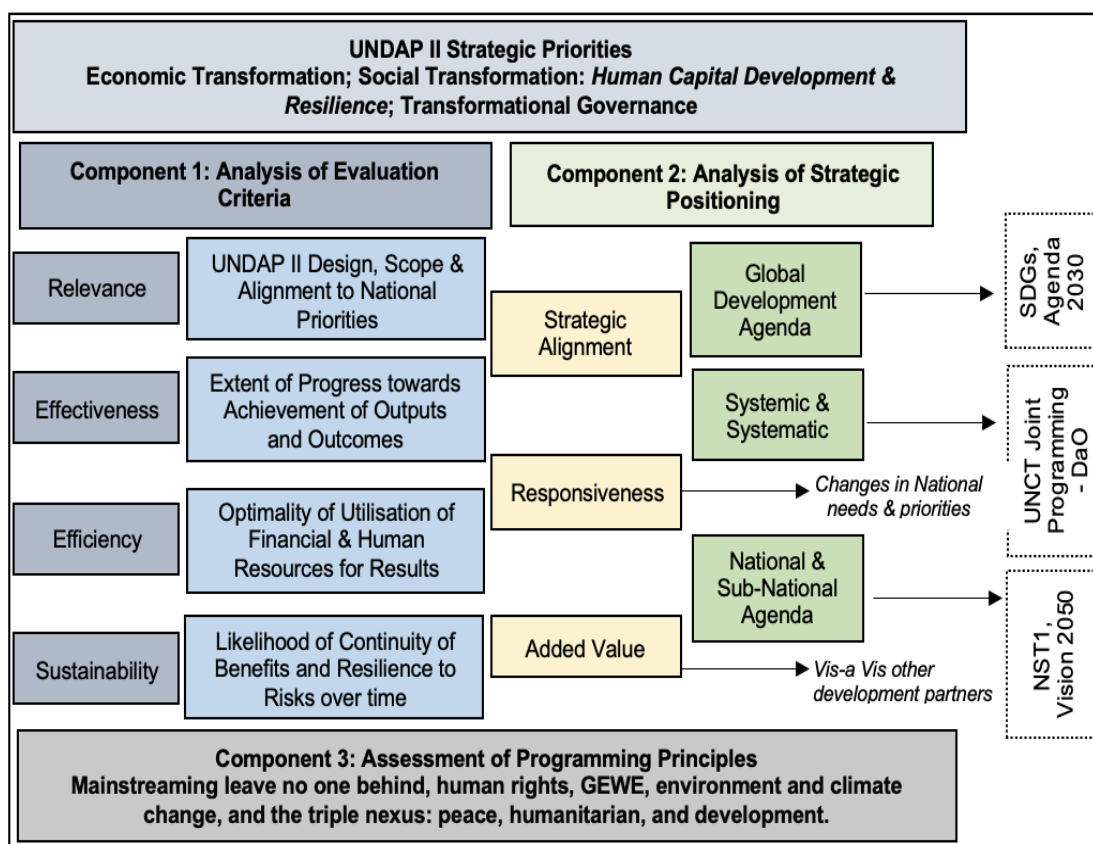 UNDAP II Strategic Priorities
Economic Transformation; Social Transformation: Human Capital Development &
Resilience; Transformational Governance
Component 1: Analysis of Evaluation
Criteria
Component 2: Analysis of Strategic
Positioning
Relevance
UNDAP II Design, Scope &
Alignment to National
Priorities
Strategic
Alignment
Global
Development
Agenda
SDGs,
Agenda
2030
Effectiveness
Extent of Progress towards
Achievement of Outputs
and Outcomes
Systemic &
Systematic
UNCT Joint
Programming
- DaO
Responsiveness
Changes in National
needs & priorities
Efficiency
Optimality of Utilisation of
Financial & Human
Resources for Results
National &
Sub-National
Agenda
NST1,
Vision 2050
Sustainability
Likelihood of Continuity of
Benefits and Resilience to
Risks over time
Added Value
Vis-a Vis other
development partners
Component 3: Assessment of Programming Principles
Mainstreaming leave no one behind, human rights, GEWE, environment and climate
change, and the triple nexus: peace, humanitarian, and development.